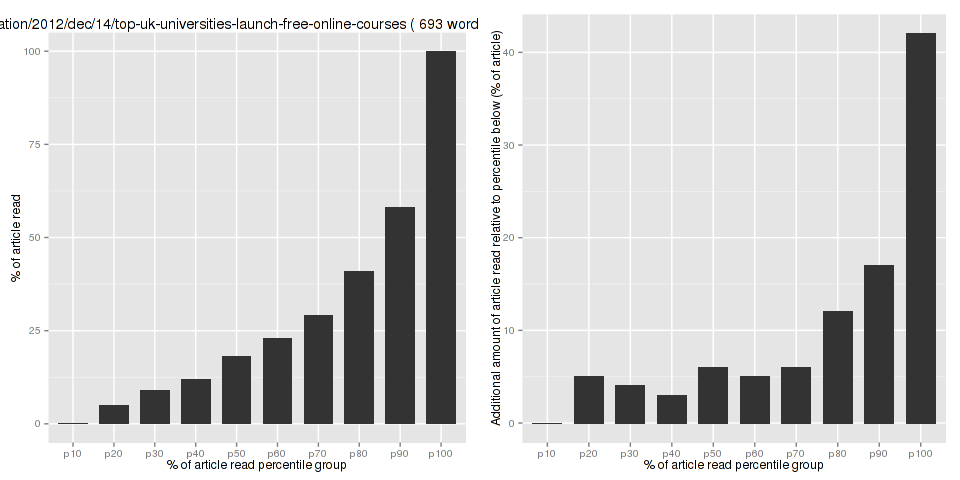 ation/2012/dec/14/top-uk-universities-launch-free-online-courses ( 693 word
% of article read
100
75
50
25
0
p10 p20 p30 p40 p50 p60 p70 p80 p90 p100
% of article read percentile group
Additional amount of article read relative to percentile below (% of article)
40
30
20
10
0
p10 p20 p30 p40 p50 p60 p70 p80 p90 p100
% of article read percentile group